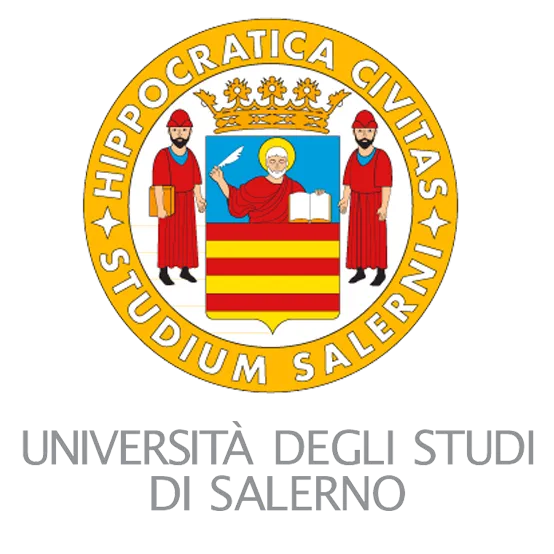 HIPPOCRATICA CIVITAS
STUDIUM SALERNI
UNIVERSITÀ DEGLI STUDI
DI SALERNO